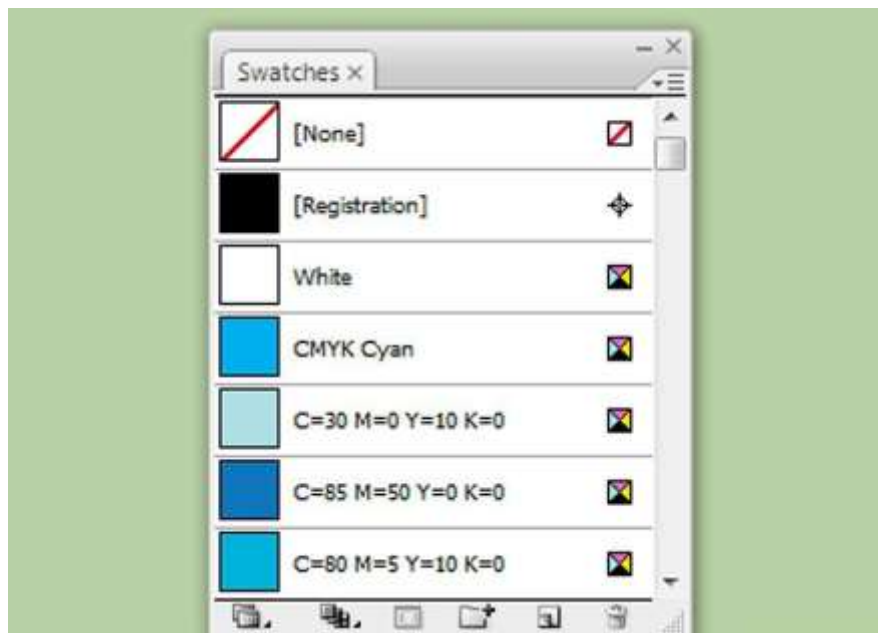 Swatches
[None]
[Registration]
White
CMYK Cyan
C=30 M=0 Y=10 K=0
C=85 M=50 Y=0 K=0
C=80 M=5 Y=10 K=0